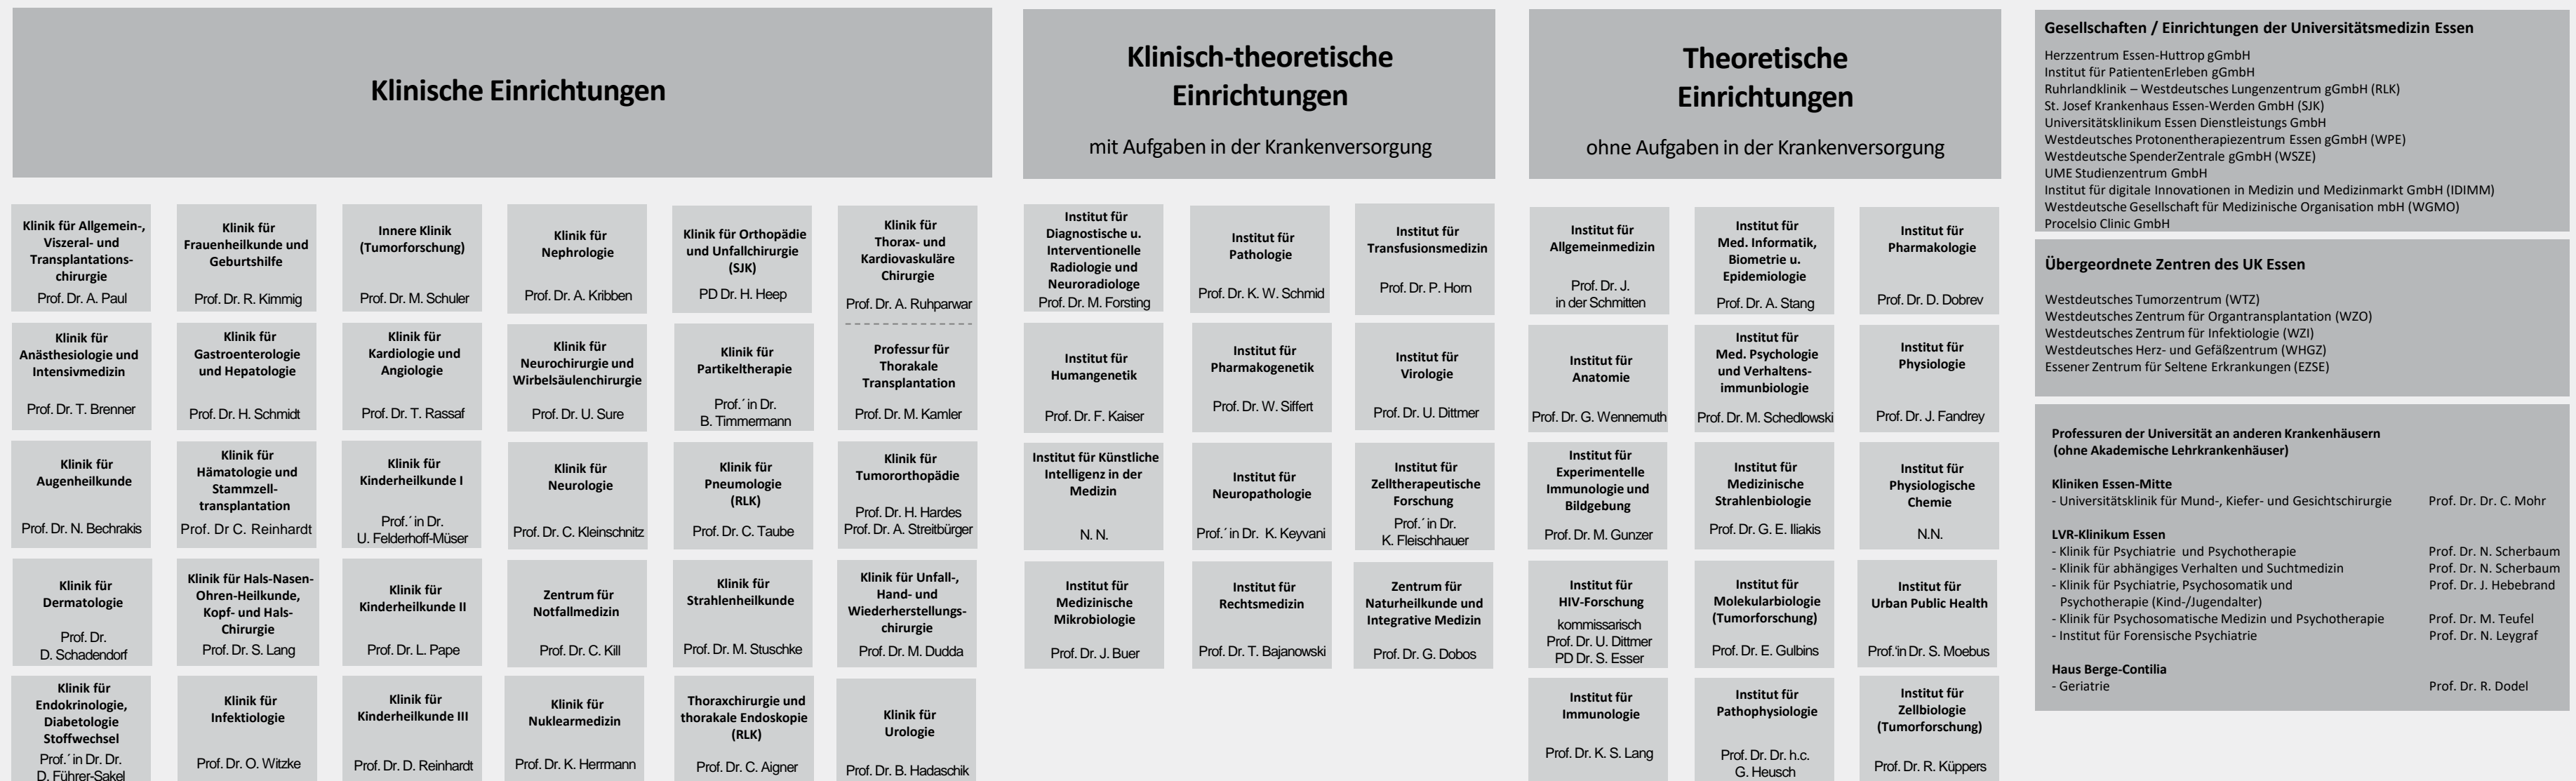 Klinische Einrichtungen
Klinik für Allgemein-,
Viszeral- und
Transplantations-
chirurgie
Prof. Dr. A. Paul
Klinik für
Frauenheilkunde und
Geburtshilfe
Prof. Dr. R. Kimmig
Innere Klinik
(Tumorforschung)
Prof. Dr. M. Schuler
Klinik für
Nephrologie
Prof. Dr. A. Kribben
Klinik für Orthopädie
und Unfallchirurgie
(SJK)
PD Dr. H. Heep
Klinik für
Thorax- und
Kardiovaskuläre
Chirurgie
Prof. Dr. A. Ruhparwar
Klinik für
Anästhesiologie und
Intensivmedizin
Prof. Dr. T. Brenner
Klinik für
Gastroenterologie
und Hepatologie
Prof. Dr. H. Schmidt
Klinik für
Kardiologie und
Angiologie
Prof. Dr. T. Rassaf
Klinik für
Neurochirurgie und
Wirbelsäulenchirurgie
Prof. Dr. U. Sure
Klinik für
Partikeltherapie
Prof.´in Dr.
B. Timmermann
Professur für
Thorakale
Transplantation
Prof. Dr. M. Kamler
Klinik für
Augenheilkunde
Prof. Dr. N. Bechrakis
Klinik für
Hämatologie und
Stammzell-
transplantation
Prof. Dr C. Reinhardt
Klinik für
Kinderheilkunde I
Prof.´in Dr.
U. Felderhoff-Müser
Klinik für
Neurologie
Prof. Dr. C. Kleinschnitz
Klinik für
Pneumologie
(RLK)
Prof. Dr. C. Taube
Klinik für
Tumororthopädie
Prof. Dr. H. Hardes
Prof. Dr. A. Streitbürger
Klinik für
Dermatologie
Prof. Dr.
D. Schadendorf
Klinik für Hals-Nasen-
Ohren-Heilkunde,
Kopf- und Hals-
Chirurgie
Prof. Dr. S. Lang
Klinik für
Kinderheilkunde II
Prof. Dr. L. Pape
Zentrum für
Notfallmedizin
Prof. Dr. C. Kill
Klinik für
Strahlenheilkunde
Prof. Dr. M. Stuschke
Klinik für Unfall-,
Hand- und
Wiederherstellungs-
chirurgie
Prof. Dr. M. Dudda
Klinik für
Endokrinologie,
Diabetologie
Stoffwechsel
Prof.´in Dr. Dr.
D. Führer-Sakel
Klinik für
Infektiologie
Prof. Dr. O. Witzke
Klinik für
Kinderheilkunde III
Prof. Dr. D. Reinhardt
Klinik für
Nuklearmedizin
Prof. Dr. K. Herrmann
Thoraxchirurgie und
thorakale Endoskopie
(RLK)
Prof. Dr. C. Aigner
Klinik für
Urologie
Prof. Dr. B. Hadaschik
Klinisch-theoretische
Einrichtungen
mit Aufgaben in der Krankenversorgung
Institut für
Diagnostische u.
Interventionelle
Radiologie und
Neuroradiologe
Prof. Dr. M. Forsting
Institut für
Pathologie
Prof. Dr. K. W. Schmid
Institut für
Transfusionsmedizin
Prof. Dr. P. Horn
Institut für
Humangenetik
Prof. Dr. F. Kaiser
Institut für
Pharmakogenetik
Prof. Dr. W. Siffert
Institut für
Virologie
Prof. Dr. U. Dittmer
Institut für Künstliche
Intelligenz in der
Medizin
N. N.
Institut für
Neuropathologie
Prof.´in Dr. K. Keyvani
Institut für
Zelltherapeutische
Forschung
Prof.´in Dr.
K. Fleischhauer
Institut für
Medizinische
Mikrobiologie
Prof. Dr. J. Buer
Institut für
Rechtsmedizin
Prof. Dr. T. Bajanowski
Zentrum für
Naturheilkunde und
Integrative Medizin
Prof. Dr. G. Dobos
Theoretische
Einrichtungen
ohne Aufgaben in der Krankenversorgung
Institut für
Allgemeinmedizin
Prof. Dr. J.
in der Schmitten
Institut für
Med. Informatik,
Biometrie u.
Epidemiologie
Prof. Dr. A. Stang
Institut für
Pharmakologie
Prof. Dr. D. Dobrev
Institut für
Anatomie
Prof. Dr. G. Wennemuth
Institut für
Med. Psychologie
und Verhaltens-
immunbiologie
Prof. Dr. M. Schedlowski
Institut für
Physiologie
Prof. Dr. J. Fandrey
Institut für
Experimentelle
Immunologie und
Bildgebung
Prof. Dr. M. Gunzer
Institut für
Medizinische
Strahlenbiologie
Prof. Dr. G. E. Iliakis
Institut für
Physiologische
Chemie
N.N.
Institut für
HIV-Forschung
kommissarisch
Prof. Dr. U. Dittmer
PD Dr. S. Esser
Institut für
Molekularbiologie
(Tumorforschung)
Prof. Dr. E. Gulbins
Institut für
Urban Public Health
Prof.'in Dr. S. Moebus
Institut für
Immunologie
Prof. Dr. K. S. Lang
Institut für
Pathophysiologie
Prof. Dr. Dr. h.c.
G. Heusch
Institut für
Zellbiologie
(Tumorforschung)
Prof. Dr. R. Küppers
Gesellschaften / Einrichtungen der Universitätsmedizin Essen
Herzzentrum Essen-Huttrop gGmbH
Institut für PatientenErleben gGmbH
Ruhrlandklinik – Westdeutsches Lungenzentrum gGmbH (RLK)
St. Josef Krankenhaus Essen-Werden GmbH (SJK)
Universitätsklinikum Essen Dienstleistungs GmbH
Westdeutsches Protonentherapiezentrum Essen gGmbH (WPE)
Westdeutsche SpenderZentrale gGmbH (WSZE)
UME Studienzentrum GmbH
Institut für digitale Innovationen in Medizin und Medizinmarkt GmbH (IDIMM)
Westdeutsche Gesellschaft für Medizinische Organisation mbH (WGMO)
Procelsio Clinic GmbH
Übergeordnete Zentren des UK Essen
Westdeutsches Tumorzentrum (WTZ)
Westdeutsches Zentrum für Organtransplantation (WZO)
Westdeutsches Zentrum für Infektiologie (WZI)
Westdeutsches Herz- und Gefäßzentrum (WHGZ)
Essener Zentrum für Seltene Erkrankungen (EZSE)
Professuren der Universität an anderen Krankenhäusern
(ohne Akademische Lehrkrankenhäuser)
Kliniken Essen-Mitte
- Universitätsklinik für Mund-, Kiefer- und Gesichtschirurgie Prof. Dr. Dr. C. Mohr
LVR-Klinikum Essen
- Klinik für Psychiatrie und Psychotherapie Prof. Dr. N. Scherbaum
- Klinik für abhängiges Verhalten und Suchtmedizin Prof. Dr. N. Scherbaum
- Klinik für Psychiatrie, Psychosomatik und Prof. Dr. J. Hebebrand
Psychotherapie (Kind-/Jugendalter)
- Klinik für Psychosomatische Medizin und Psychotherapie Prof. Dr. M. Teufel
- Institut für Forensische Psychiatrie Prof. Dr. N. Leygraf
Haus Berge-Contilia
- Geriatrie Prof. Dr. R. Dodel